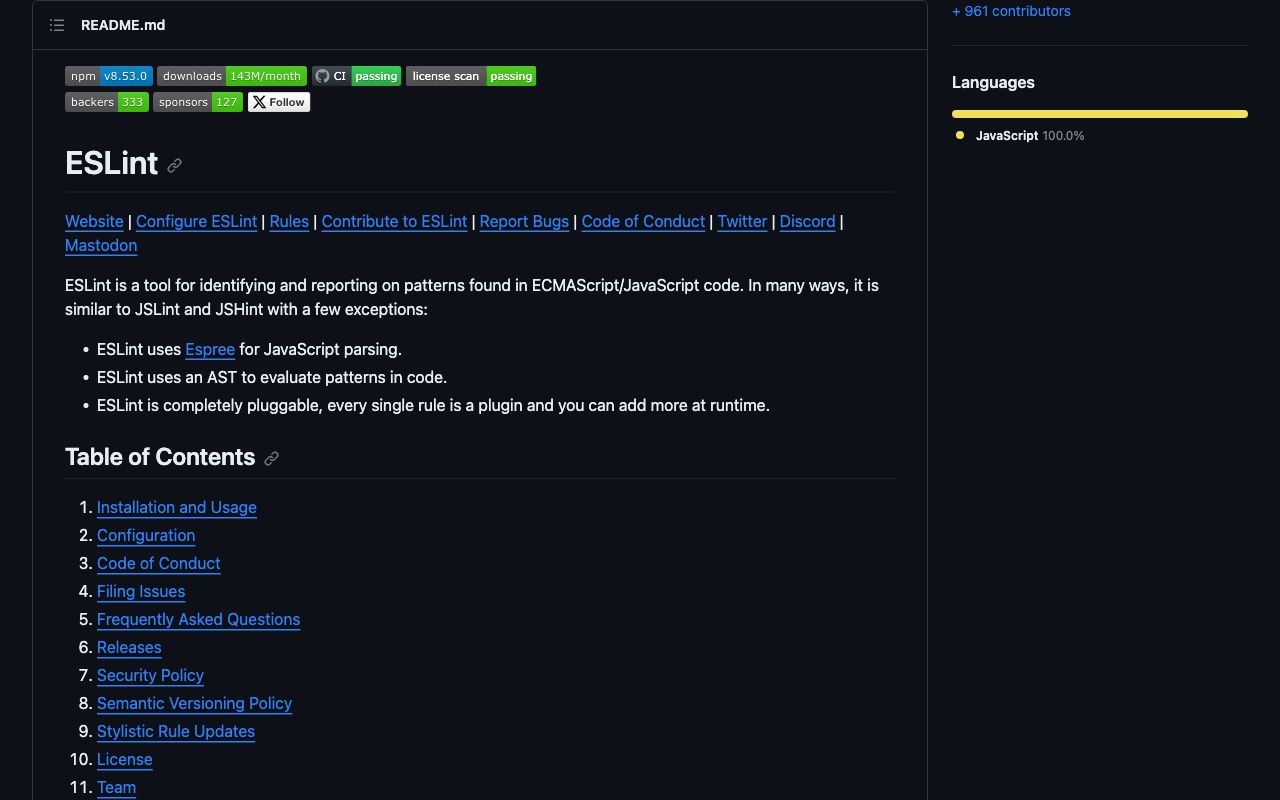 README.md
npm v8.53.0 downloads 143M/month CI passing license scan passing
backers 333 sponsors 127 Follow
ESLint
Website | Configure ESLint | Rules | Contribute to ESLint | Report Bugs | Code of Conduct | Twitter | Discord |
Mastodon
ESLint is a tool for identifying and reporting on patterns found in ECMAScript/JavaScript code. In many ways, it is
similar to JSLint and JSHint with a few exceptions:
• ESLint uses Espree for JavaScript parsing.
• ESLint uses an AST to evaluate patterns in code.
• ESLint is completely pluggable, every single rule is a plugin and you can add more at runtime.
Table of Contents
1. Installation and Usage
2. Configuration
3. Code of Conduct
4. Filing Issues
5. Frequently Asked Questions
6. Releases
7. Security Policy
8. Semantic Versioning Policy
9. Stylistic Rule Updates
10. License
11. Team
+ 961 contributors
Languages
JavaScript 100.0%